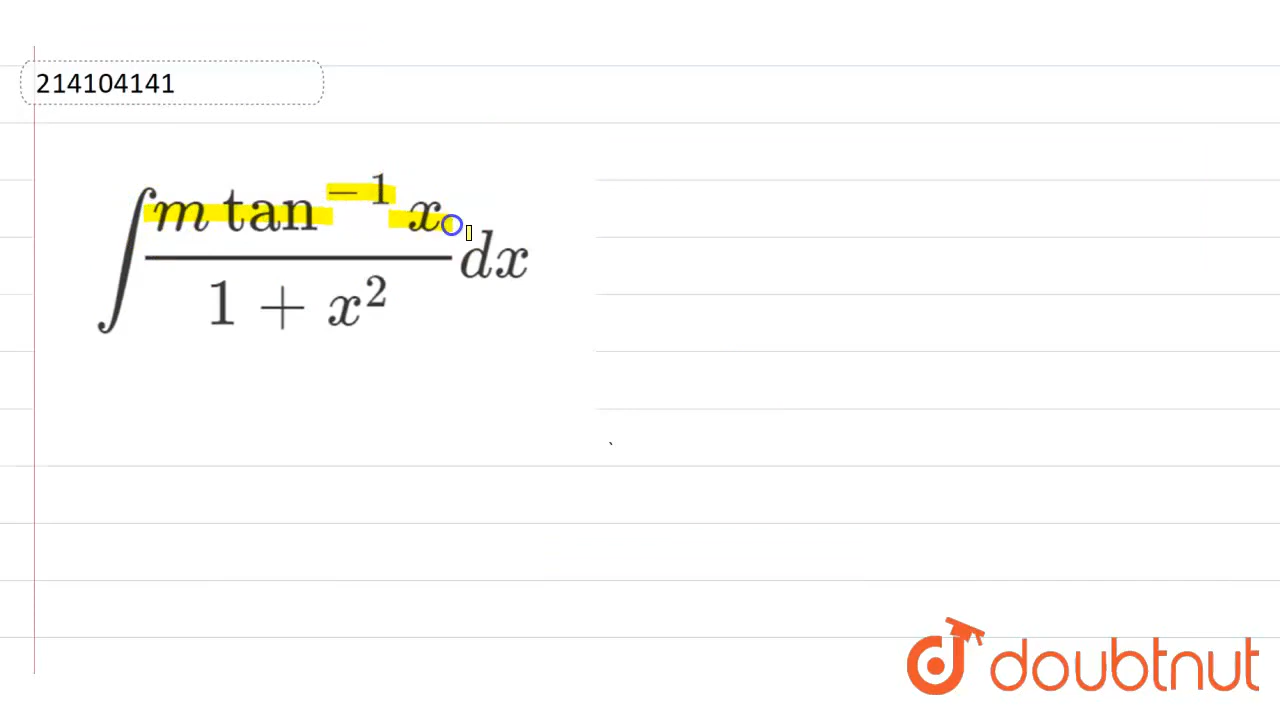 214104141
∫ m tan⁻¹ x / 1 + x² dx
doubtnut